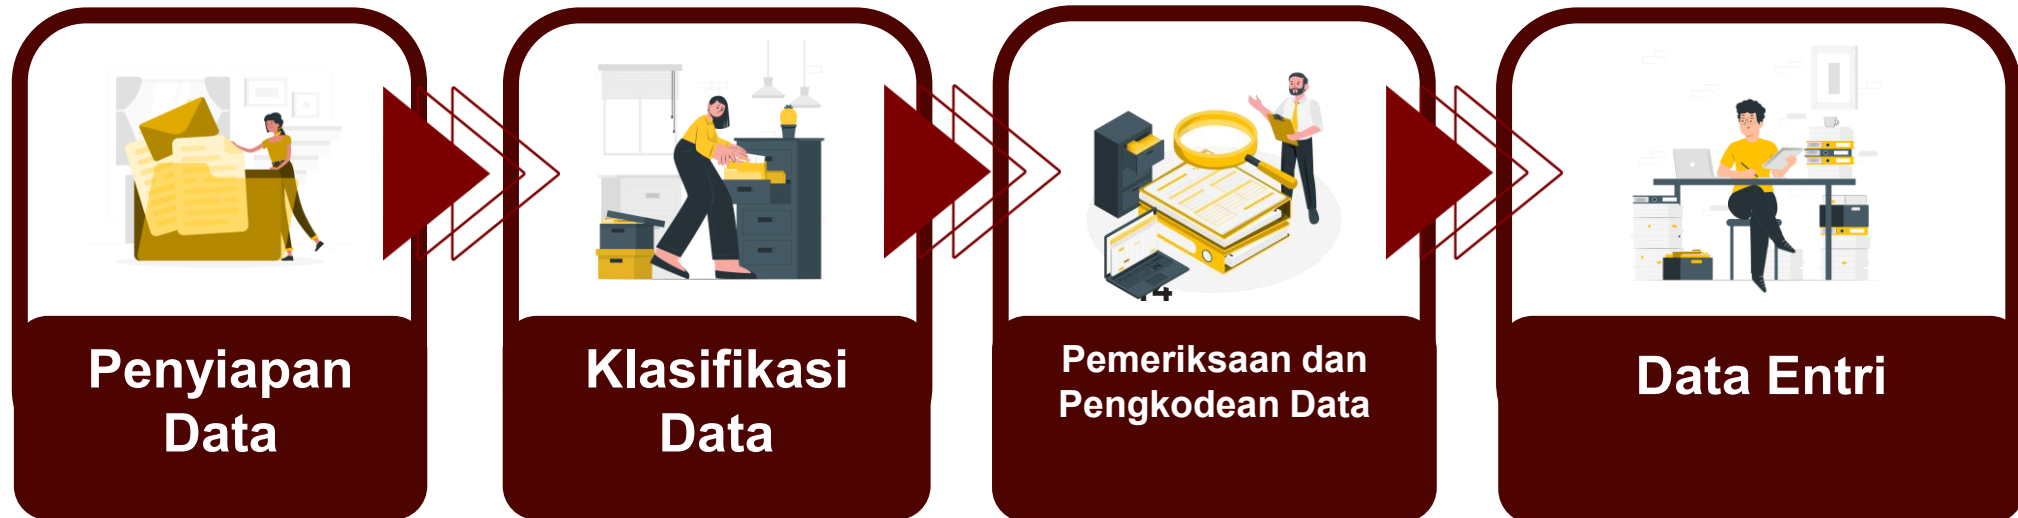 Penyiapan
Data
Klasifikasi
Data
Pemeriksaan dan
Pengkodean Data
Data Entri